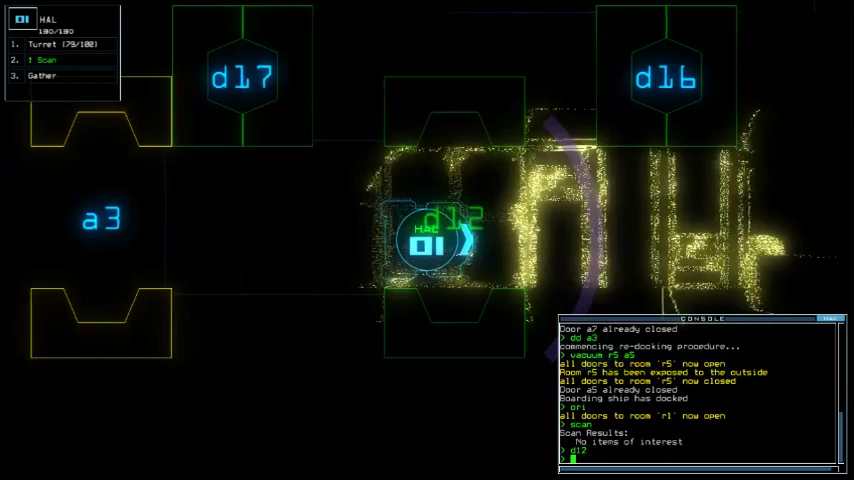 01 HAL
180/180
1. Turret (79/100)
2. ! Scan
3. Gather
d17
d16
a3
d12
HAL
01
CONSOLE
HAL
Door a7 already closed
> dd a3
commencing re-docking procedure...
> vacuum r5 a5
all doors to room 'r5' now open
Room r5 has been exposed to the outside
all doors to room 'r5' now closed
Door a5 already closed
Boarding ship has docked
> ori
all doors to room 'r1' now open
> scan
Scan Results:
No items of interest
> d12
>